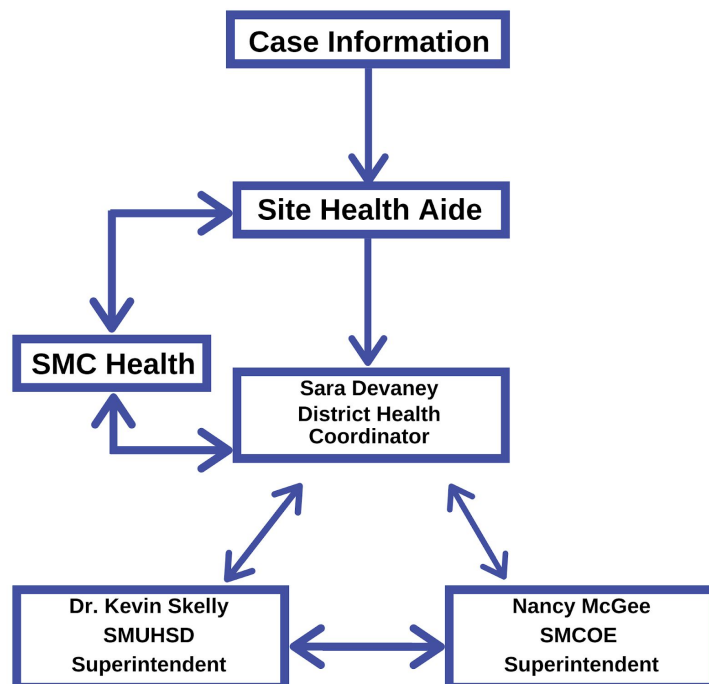 Case Information
Site Health Aide
SMC Health
Sara Devaney
District Health
Coordinator
Dr. Kevin Skelly
SMUHSD
Superintendent
Nancy McGee
SMCOE
Superintendent